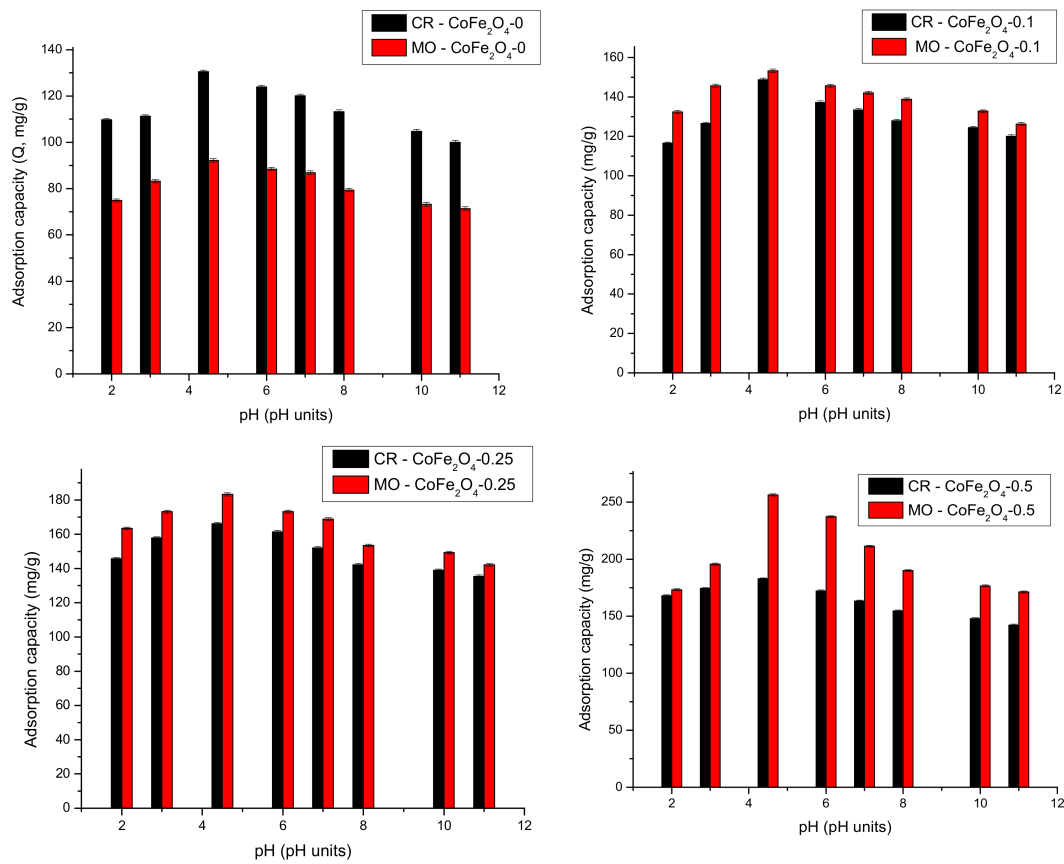 CR - CoFe₂O₄-0
MO - CoFe₂O₄-0
140
120
100
80
60
40
20
0
2 4 6 8 10 12
Adsorption capacity (Q, mg/g)
pH (pH units)
CR - CoFe₂O₄-0.1
MO - CoFe₂O₄-0.1
160
140
120
100
80
60
40
20
0
2 4 6 8 10 12
Adsorption capacity (mg/g)
pH (pH units)
CR - CoFe₂O₄-0.25
MO - CoFe₂O₄-0.25
180
160
140
120
100
80
60
40
20
0
2 4 6 8 10 12
Adsorption capacity (mg/g)
pH (pH units)
CR - CoFe₂O₄-0.5
MO - CoFe₂O₄-0.5
250
200
150
100
50
0
2 4 6 8 10 12
Adsorption capacity (mg/g)
pH (pH units)